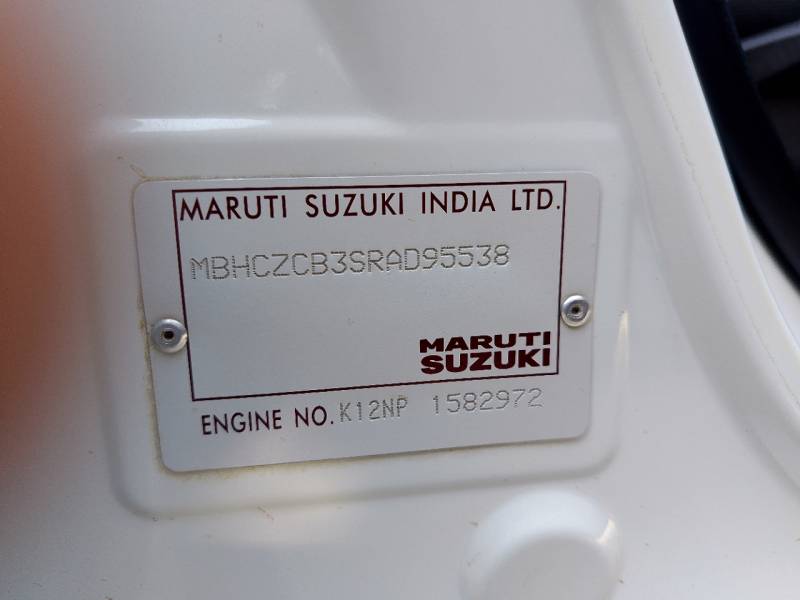 MARUTI SUZUKI INDIA LTD.
MBHCZCB3SRAD95538
MARUTI
SUZUKI
ENGINE NO. K12NP 1582972